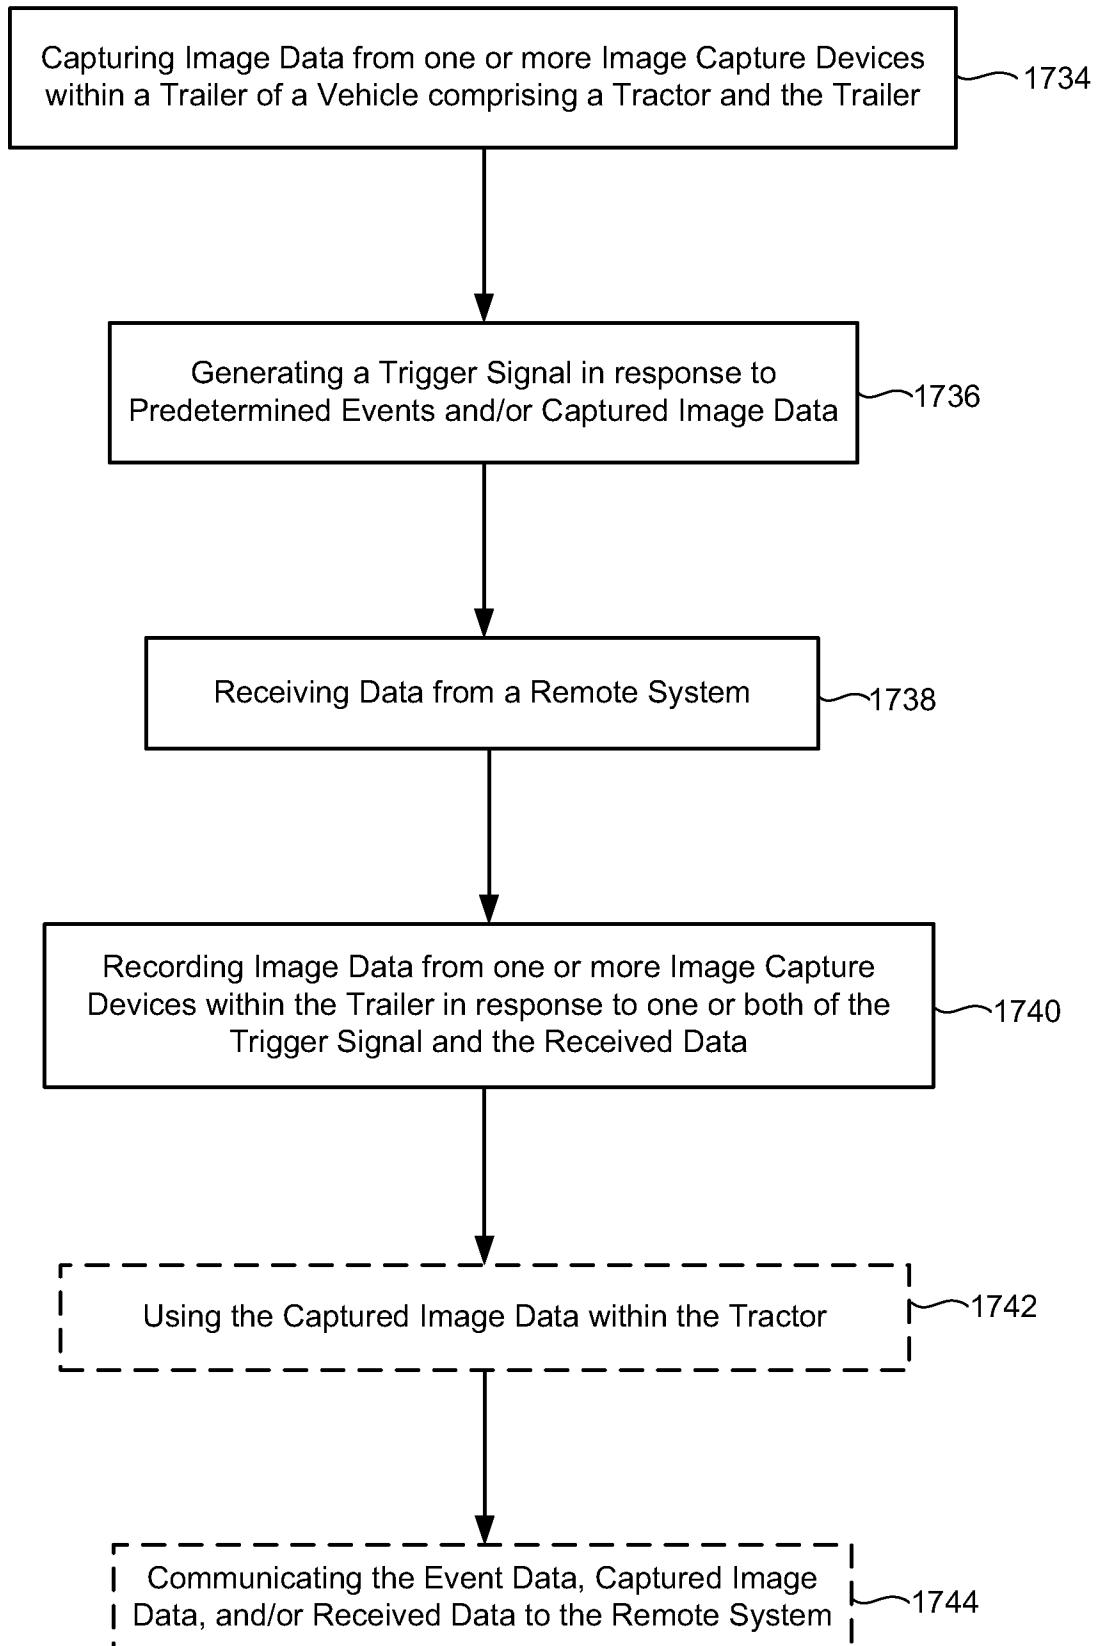 Capturing Image Data from one or more Image Capture Devices
within a Trailer of a Vehicle comprising a Tractor and the Trailer
1734
Generating a Trigger Signal in response to
Predetermined Events and/or Captured Image Data
1736
Receiving Data from a Remote System
1738
Recording Image Data from one or more Image Capture
Devices within the Trailer in response to one or both of the
Trigger Signal and the Received Data
1740
Using the Captured Image Data within the Tractor
1742
Communicating the Event Data, Captured Image
Data, and/or Received Data to the Remote System
1744